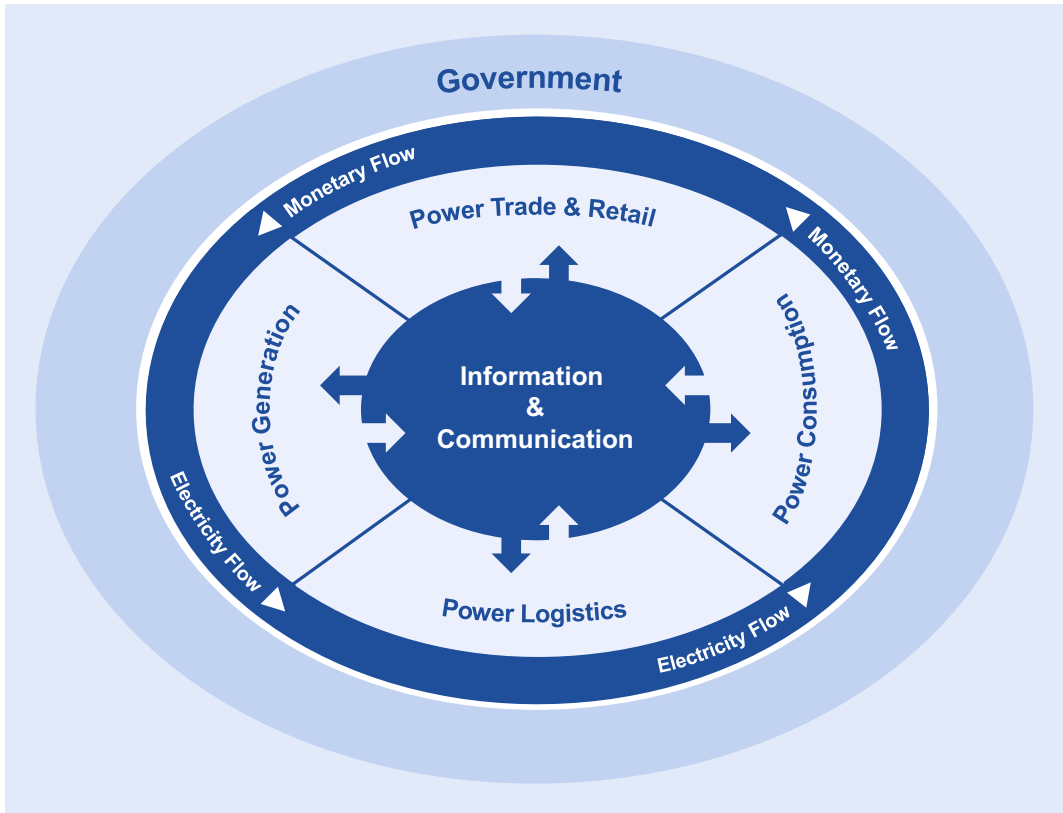 Government
Monetary Flow
Power Trade & Retail
Monetary Flow
Power Generation
Information
&
Communication
Power Consumption
Electricity Flow
Power Logistics
Electricity Flow